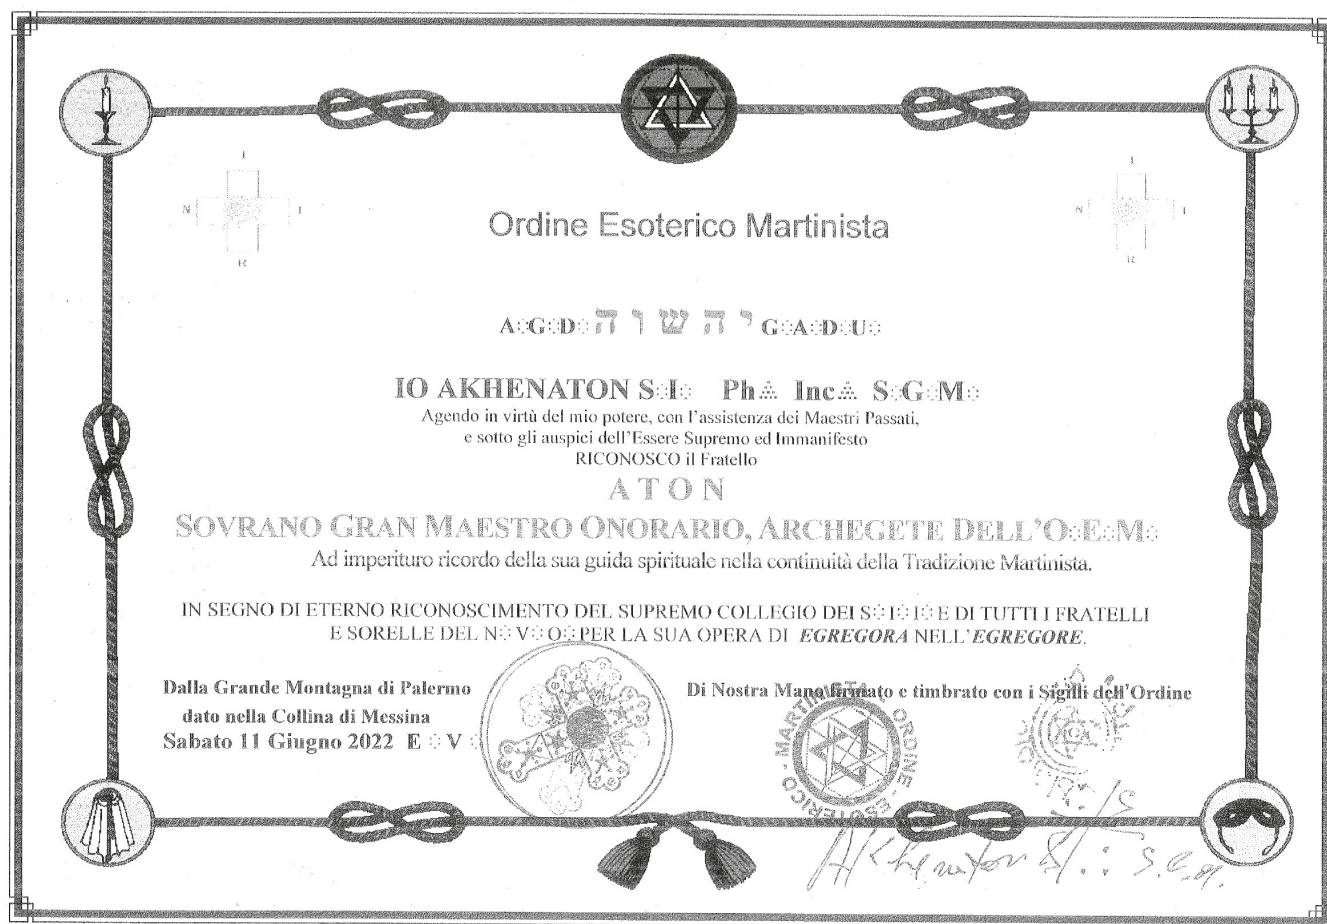 I
N I
R
I
N I
R
Ordine Esoterico Martinista
A჻G჻D჻ יהשוה G჻A჻D჻U჻
IO AKHENATON S჻I჻ Ph⁂ Inc⁂ S჻G჻M჻
Agendo in virtù del mio potere, con l'assistenza dei Maestri Passati,
e sotto gli auspici dell'Essere Supremo ed Immanifesto
RICONOSCO il Fratello
ATON
SOVRANO GRAN MAESTRO ONORARIO, ARCHEGETE DELL'O჻E჻M჻
Ad imperituro ricordo della sua guida spirituale nella continuità della Tradizione Martinista.
IN SEGNO DI ETERNO RICONOSCIMENTO DEL SUPREMO COLLEGIO DEI S჻I჻I჻ E DI TUTTI I FRATELLI
E SORELLE DEL N჻V჻O჻ PER LA SUA OPERA DI EGREGORA NELL'EGREGORE.
Dalla Grande Montagna di Palermo
dato nella Collina di Messina
Sabato 11 Giugno 2022 E჻V჻
Di Nostra Mano firmato e timbrato con i Sigilli dell'Ordine
MARTINISTA - ORDINE - ESOTERICO -
Akhenaton